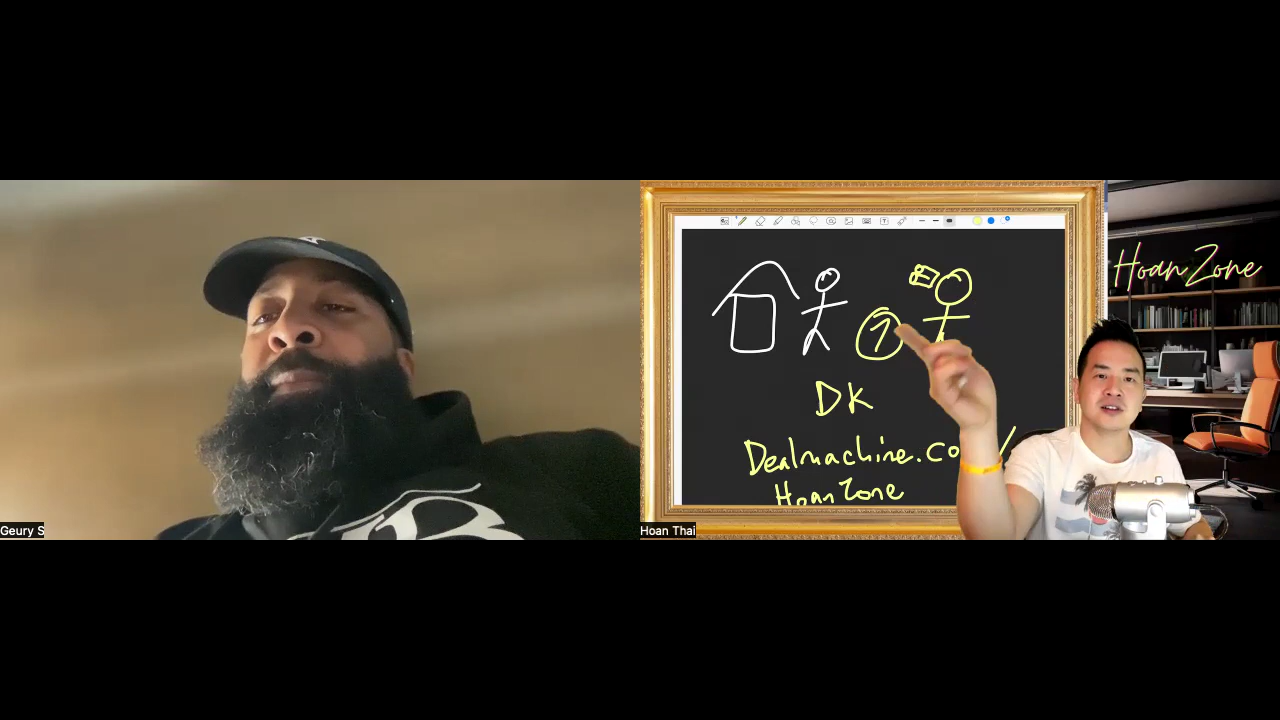 HoanZone
DK
Dealmachine.co
HoanZone
Geury S
Hoan Thai